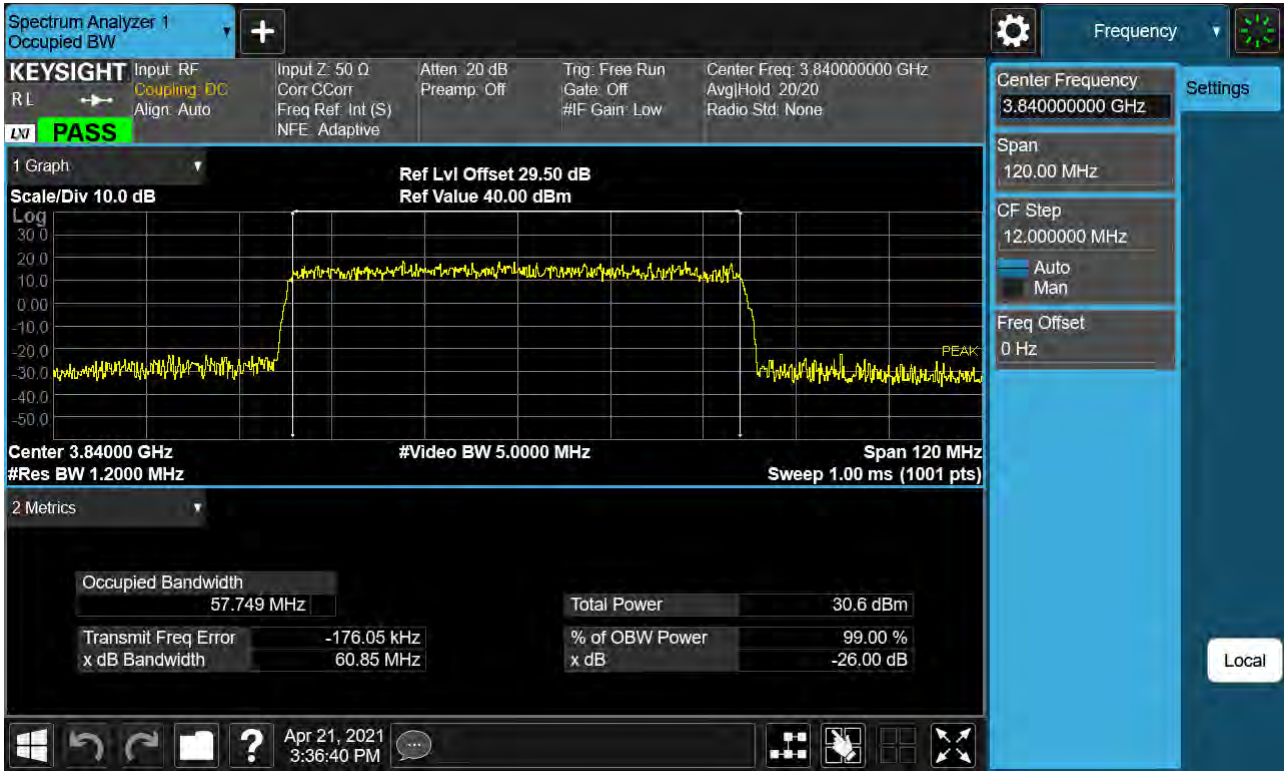 Spectrum Analyzer 1
Occupied BW
Frequency
KEYSIGHT
RL
LXI PASS
Input: RF
Coupling: DC
Align: Auto
Input Z: 50 Ω
Corr CCorr
Freq Ref: Int (S)
NFE: Adaptive
Atten: 20 dB
Preamp: Off
Trig: Free Run
Gate: Off
#IF Gain: Low
Center Freq: 3.840000000 GHz
Avg|Hold: 20/20
Radio Std: None
Center Frequency
3.840000000 GHz
Settings
Span
120.00 MHz
CF Step
12.000000 MHz
Auto
Man
Freq Offset
0 Hz
1 Graph
Scale/Div 10.0 dB
Ref Lvl Offset 29.50 dB
Ref Value 40.00 dBm
Log
30.0
20.0
10.0
0.00
-10.0
-20.0
-30.0
-40.0
-50.0
PEAK
Center 3.84000 GHz
#Video BW 5.0000 MHz
Span 120 MHz
#Res BW 1.2000 MHz
Sweep 1.00 ms (1001 pts)
2 Metrics
Occupied Bandwidth
57.749 MHz
Total Power 30.6 dBm
Transmit Freq Error -176.05 kHz
% of OBW Power 99.00 %
x dB Bandwidth 60.85 MHz
x dB -26.00 dB
Local
?
Apr 21, 2021
3:36:40 PM